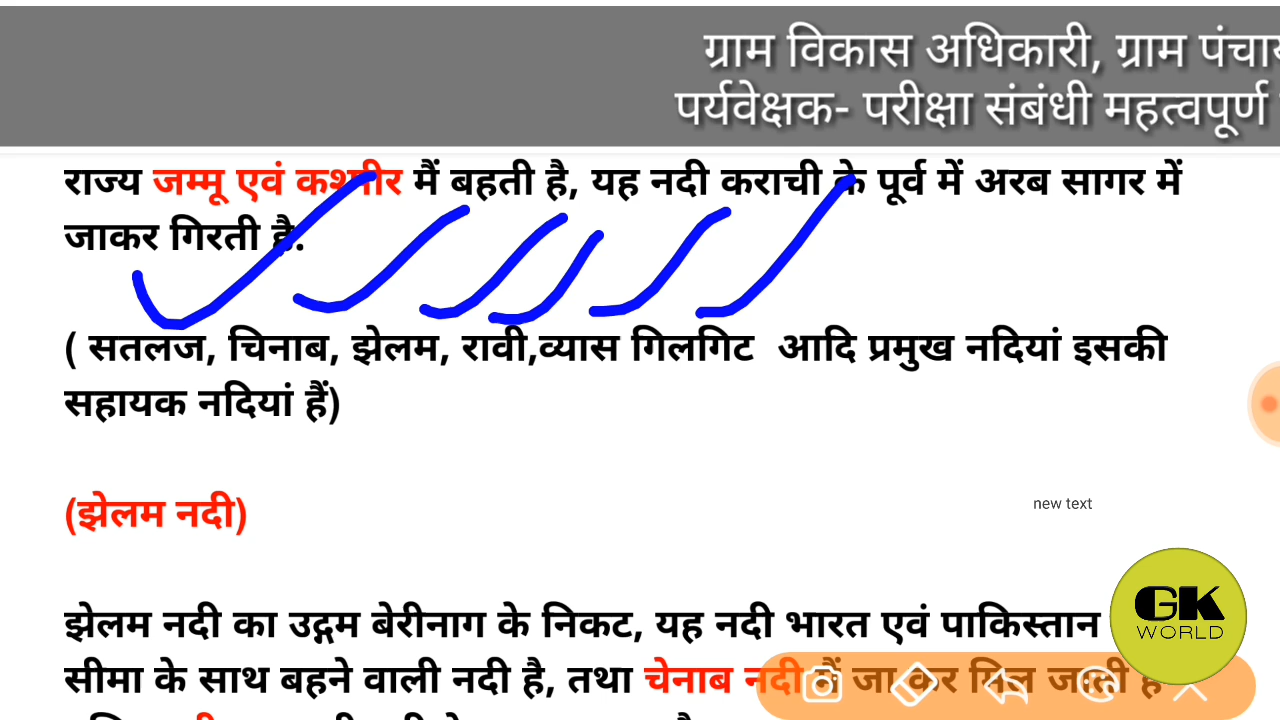 ग्राम विकास अधिकारी, ग्राम
पर्यवेक्षक- परीक्षा संबंधी महत्वपूर्ण
राज्य जम्मू एवं कश्मीर मैं बहती है, यह नदी कराची के पूर्व में अरब सागर में
जाकर गिरती है.
( सतलज, चिनाब, झेलम, रावी,व्यास गिलगिट आदि प्रमुख नदियां इसकी
सहायक नदियां हैं)
(झेलम नदी)
new text
झेलम नदी का उद्गम बेरीनाग के निकट, यह नदी भारत एवं पाकिस्तान
GK
WORLD
सीमा के साथ बहने वाली नदी है, तथा चेनाब नदी मैं जा कर मिल जाती है